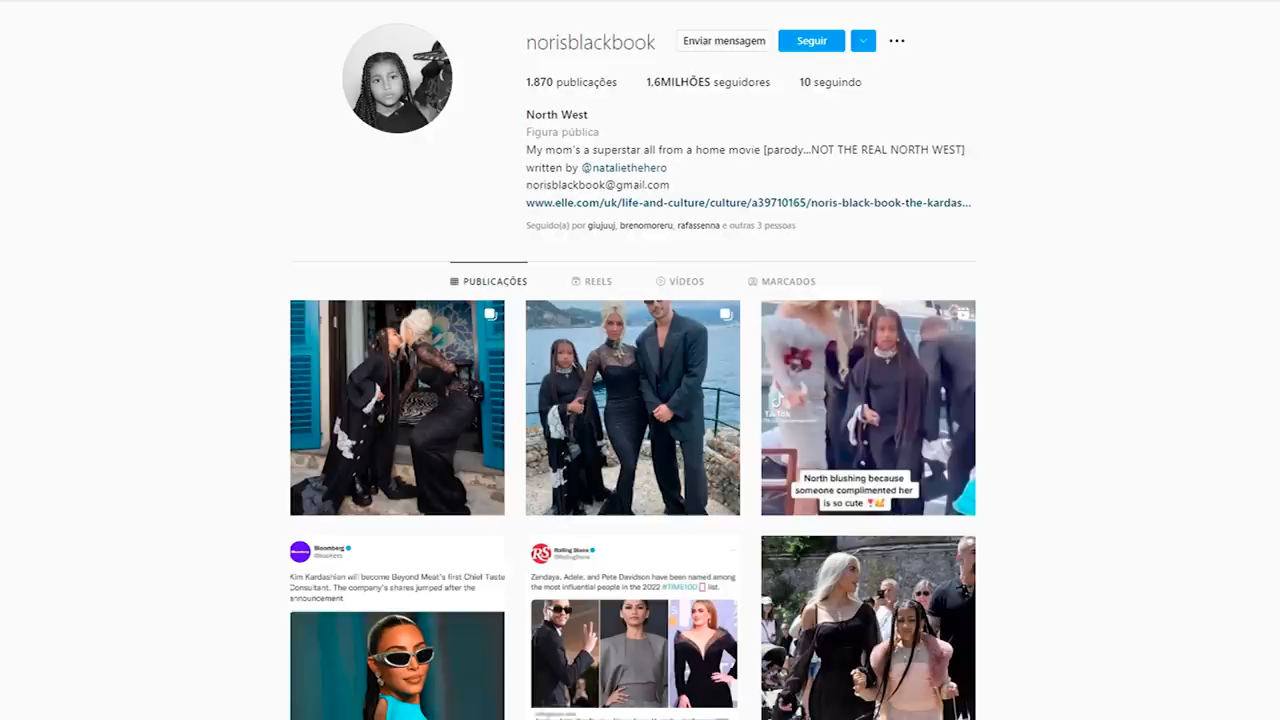 norisblackbook
Enviar mensagem
Seguir
1.870 publicações
1,6MILHÕES seguidores
10 seguindo
North West
Figura pública
My mom's a superstar all from a home movie [parody...NOT THE REAL NORTH WEST]
written by @nataliethehero
norisblackbook@gmail.com
www.elle.com/uk/life-and-culture/culture/a39710165/noris-black-book-the-kardas...
Seguido(a) por giujuuj, brenomoreru, rafassenna e outras 3 pessoas
PUBLICAÇÕES
REELS
VÍDEOS
MARCADOS
TikTok
North blushing because
someone complimented her
is so cute
Bloomberg
@business
Kim Kardashian will become Beyond Meat's first Chief Taste
Consultant. The company's shares jumped after the
announcement
RS
Rolling Stone
@RollingStone
Zendaya, Adele, and Pete Davidson have been named among
the most influential people in the 2022 #TIME100 list.